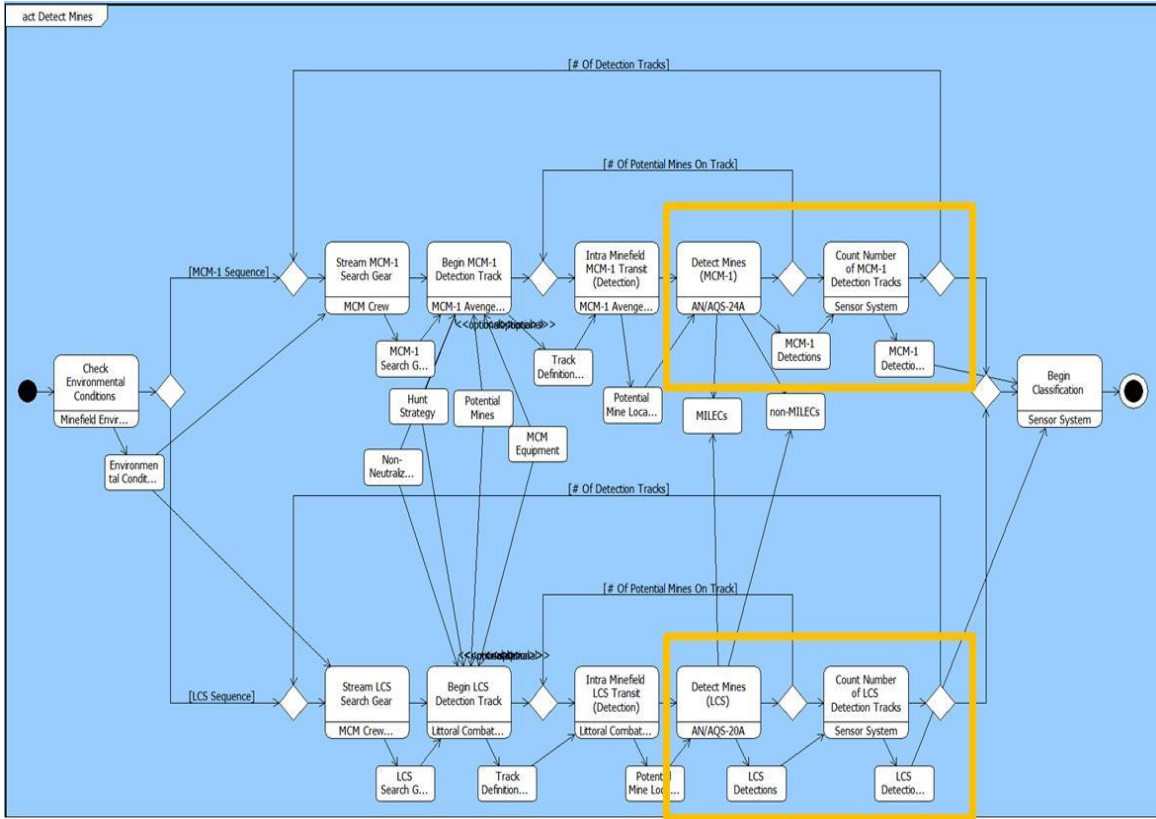 act Detect Mines
[# Of Detection Tracks]
[# Of Potential Mines On Track]
[MCM-1 Sequence]
Stream MCM-1
Search Gear
MCM Crew
Begin MCM-1
Detection Track
MCM-1 Avenge...
Intra Minefield
MCM-1 Transit
(Detection)
MCM-1 Avenge...
Detect Mines
(MCM-1)
AN/AQS-24A
Count Number
of MCM-1
Detection Tracks
Sensor System
MCM-1
Search G...
Track
Definition...
MCM-1
Detections
MCM-1
Detectio...
Check
Environmental
Conditions
Minefield Envir...
Hunt
Strategy
Potential
Mines
Potential
Mine Loca...
MILECs
non-MILECs
Begin
Classification
Sensor System
MCM
Equipment
Non-
Neutraliz...
Environmen
tal Condit...
[# Of Detection Tracks]
[# Of Potential Mines On Track]
[LCS Sequence]
Stream LCS
Search Gear
MCM Crew...
Begin LCS
Detection Track
Littoral Combat...
Intra Minefield
LCS Transit
(Detection)
Littoral Combat...
Detect Mines
(LCS)
AN/AQS-20A
Count Number
of LCS
Detection Tracks
Sensor System
LCS
Search G...
Track
Definition...
Potential
Mine Loc...
LCS
Detections
LCS
Detectio...